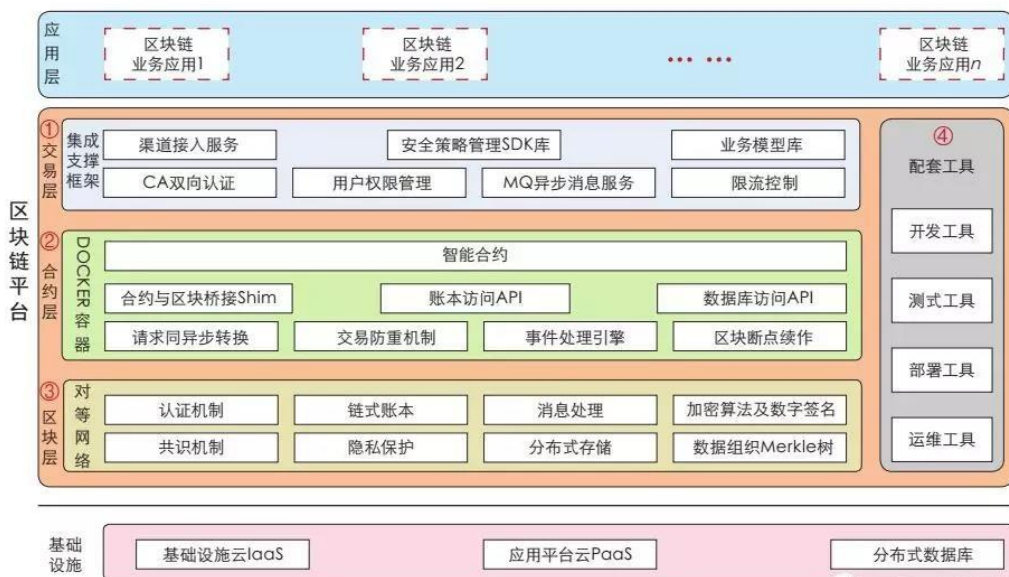 应用层
区块链
业务应用1
区块链
业务应用2
... ...
区块链
业务应用n
区块链平台
①交易层
集成支撑框架
渠道接入服务
安全策略管理SDK库
业务模型库
CA双向认证
用户权限管理
MQ异步消息服务
限流控制
②合约层
DOCKER容器
智能合约
合约与区块桥接Shim
账本访问API
数据库访问API
请求同异步转换
交易防重机制
事件处理引擎
区块断点续作
③区块层
对等网络
认证机制
链式账本
消息处理
加密算法及数字签名
共识机制
隐私保护
分布式存储
数据组织Merkle树
④
配套工具
开发工具
测式工具
部署工具
运维工具
基础
设施
基础设施云IaaS
应用平台云PaaS
分布式数据库